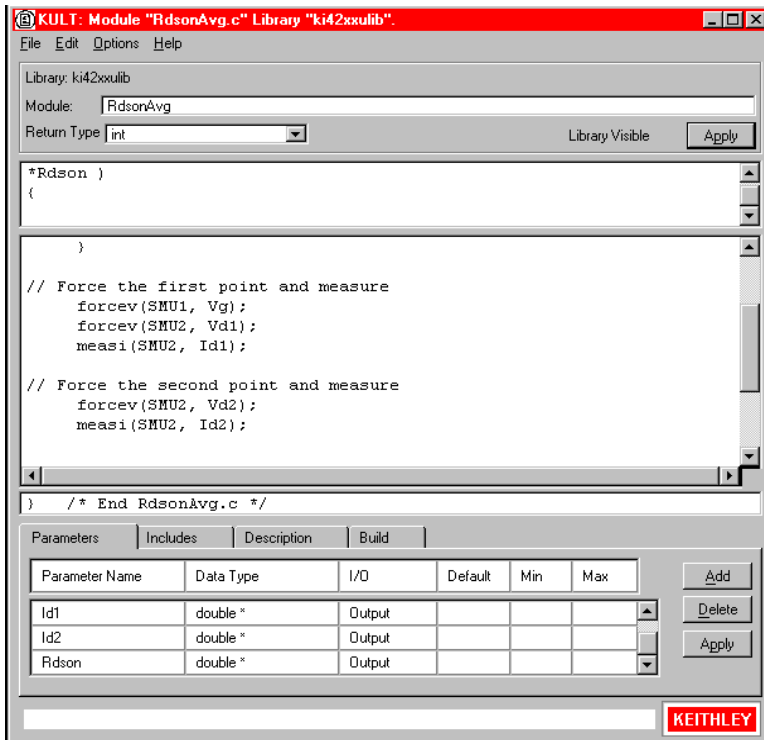 KULT: Module "RdsonAvg.c" Library "ki42xxulib".
File Edit Options Help
Library: ki42xxulib
Module: RdsonAvg
Return Type int Library Visible Apply
*Rdson )
{
}
// Force the first point and measure
forcev(SMU1, Vg);
forcev(SMU2, Vd1);
measi(SMU2, Id1);
// Force the second point and measure
forcev(SMU2, Vd2);
measi(SMU2, Id2);
} /* End RdsonAvg.c */
Parameters Includes Description Build
Parameter Name Data Type I/O Default Min Max Add
Id1 double * Output Delete
Id2 double * Output
Apply
Rdson double * Output
KEITHLEY